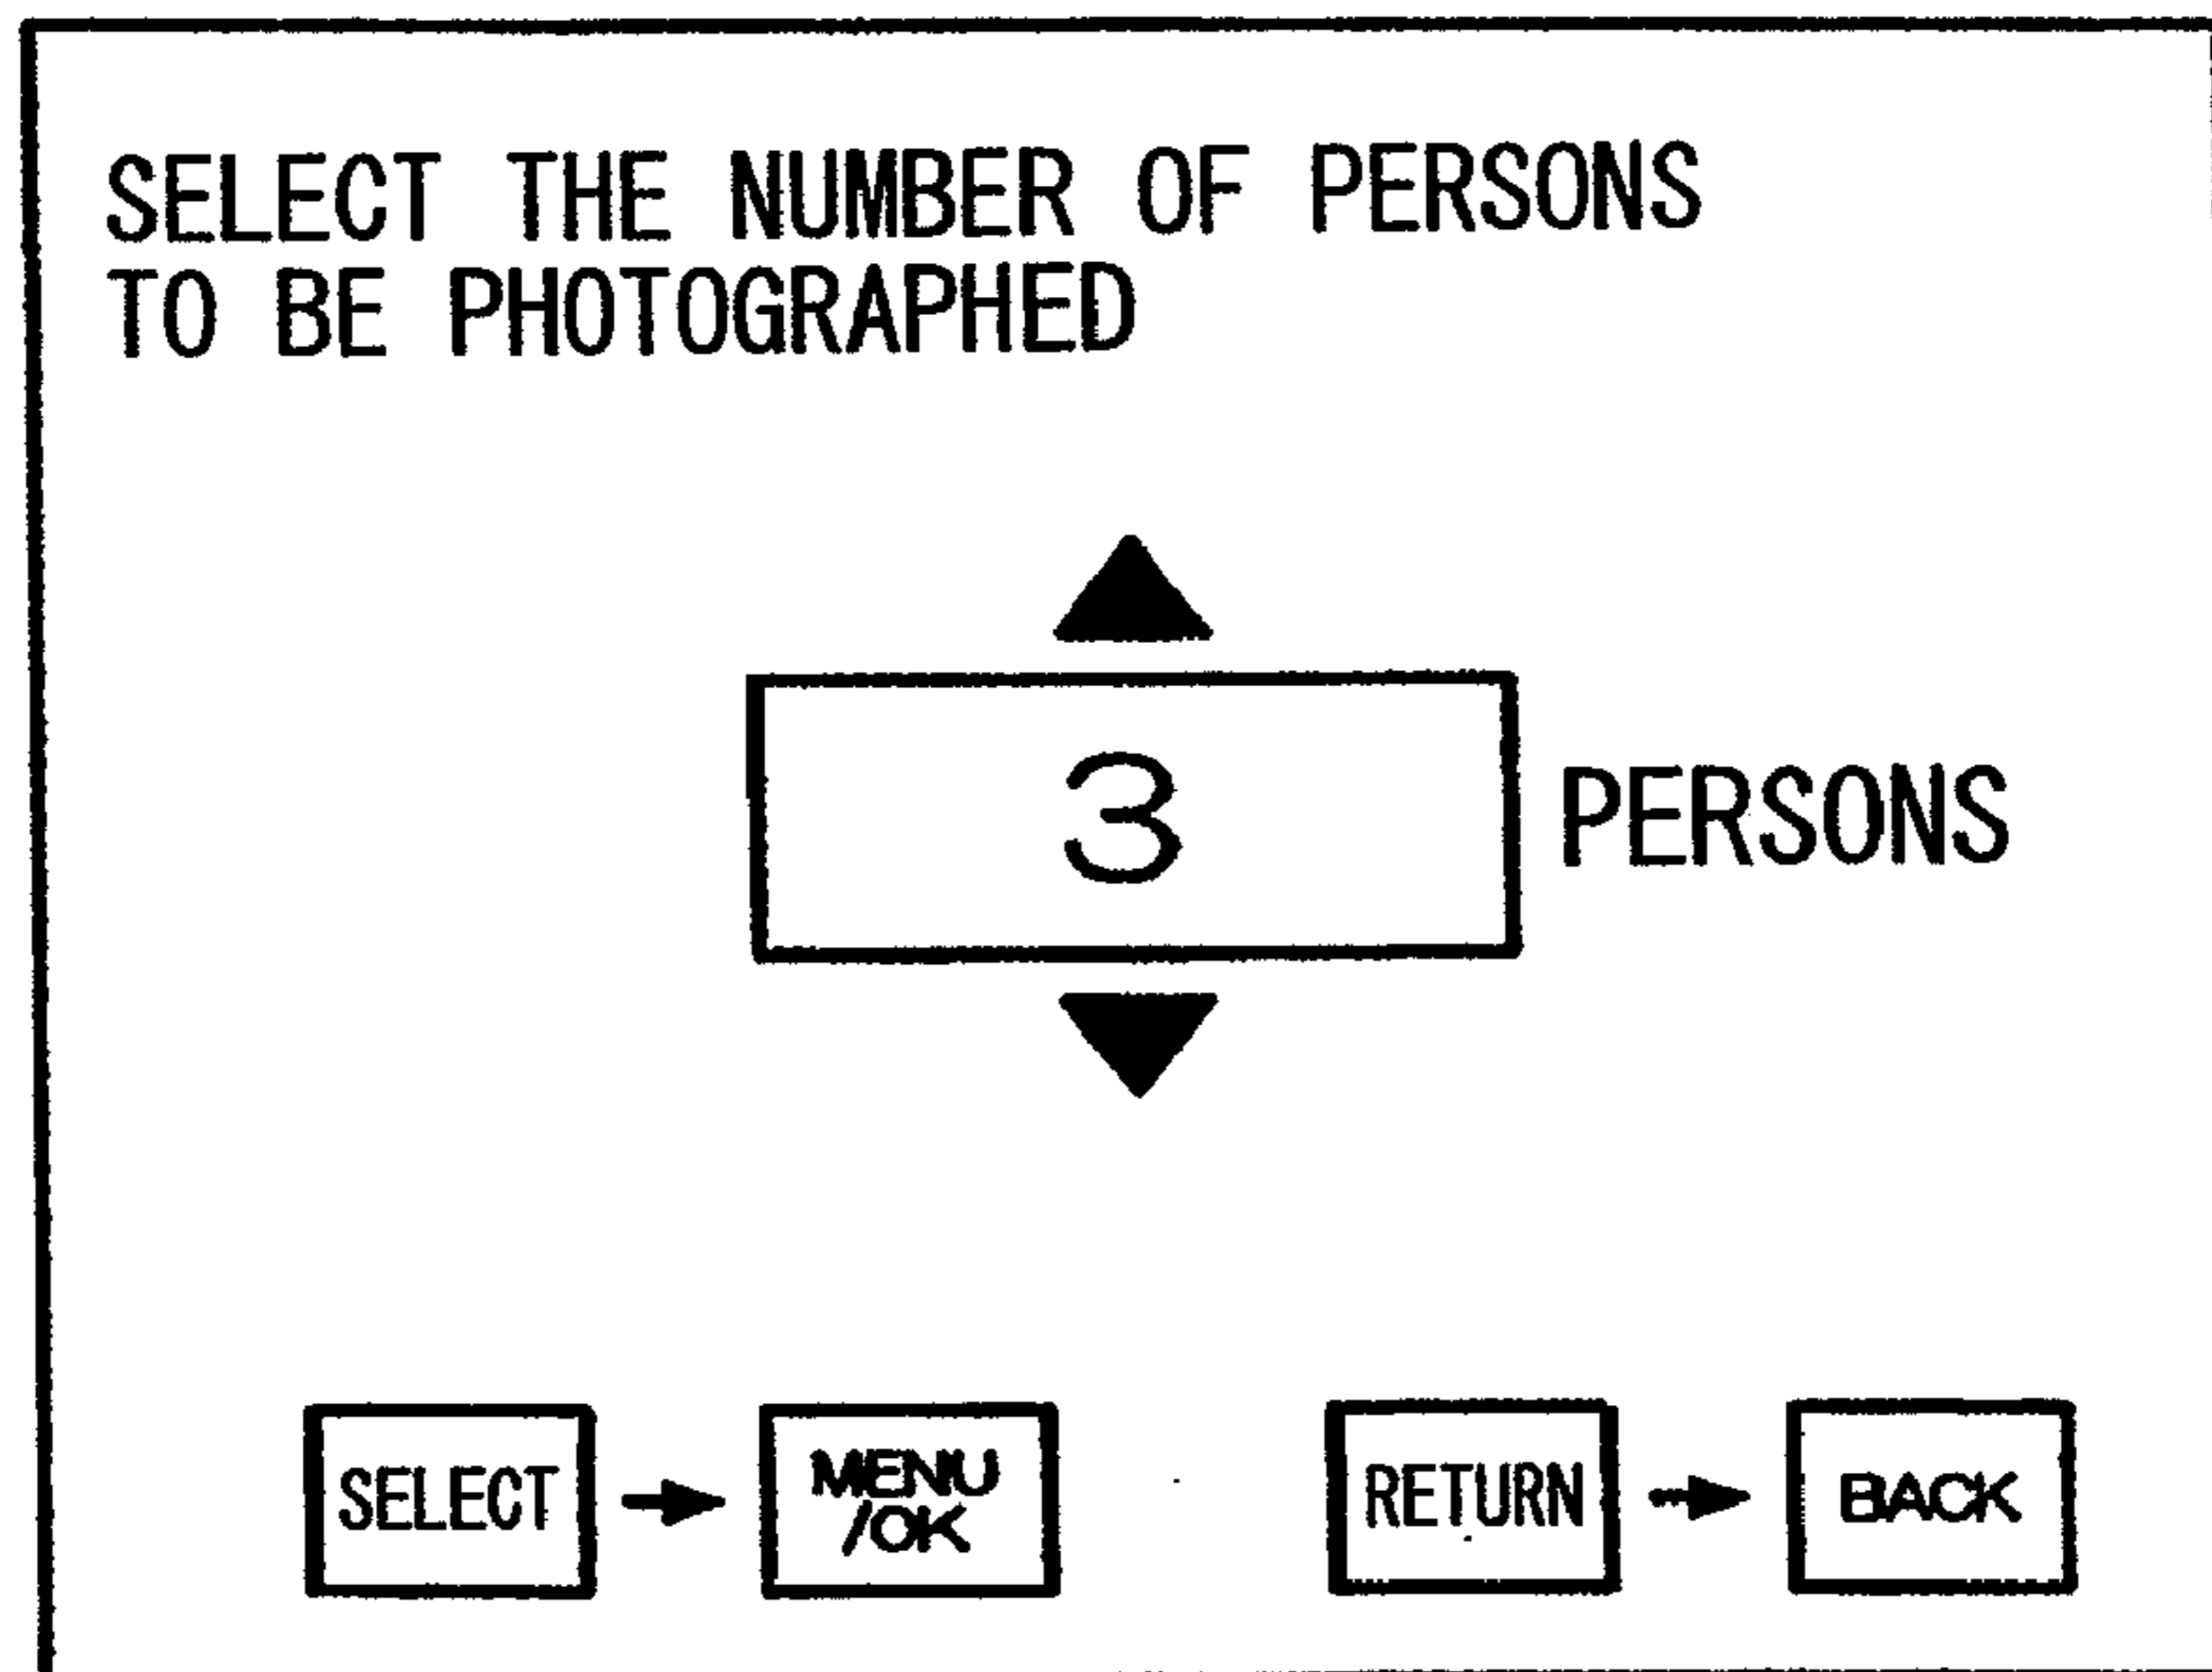 SELECT THE NUMBER OF PERSONS
TO BE PHOTOGRAPHED
3 PERSONS
SELECT → MENU RETURN → BACK
/OK